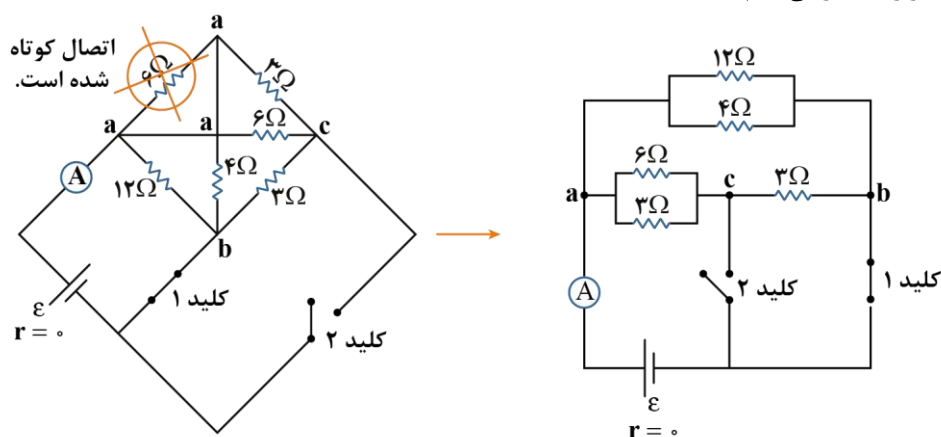 اتصال کوتاه
شده است.
a
۳Ω
a
a
۶Ω
c
A
۱۲Ω
۴Ω
۳Ω
b
کلید ۱
ε
r = ۰
کلید ۲
۱۲Ω
۴Ω
۶Ω
۳Ω
a
c
۳Ω
b
A
کلید ۲
کلید ۱
ε
r = ۰